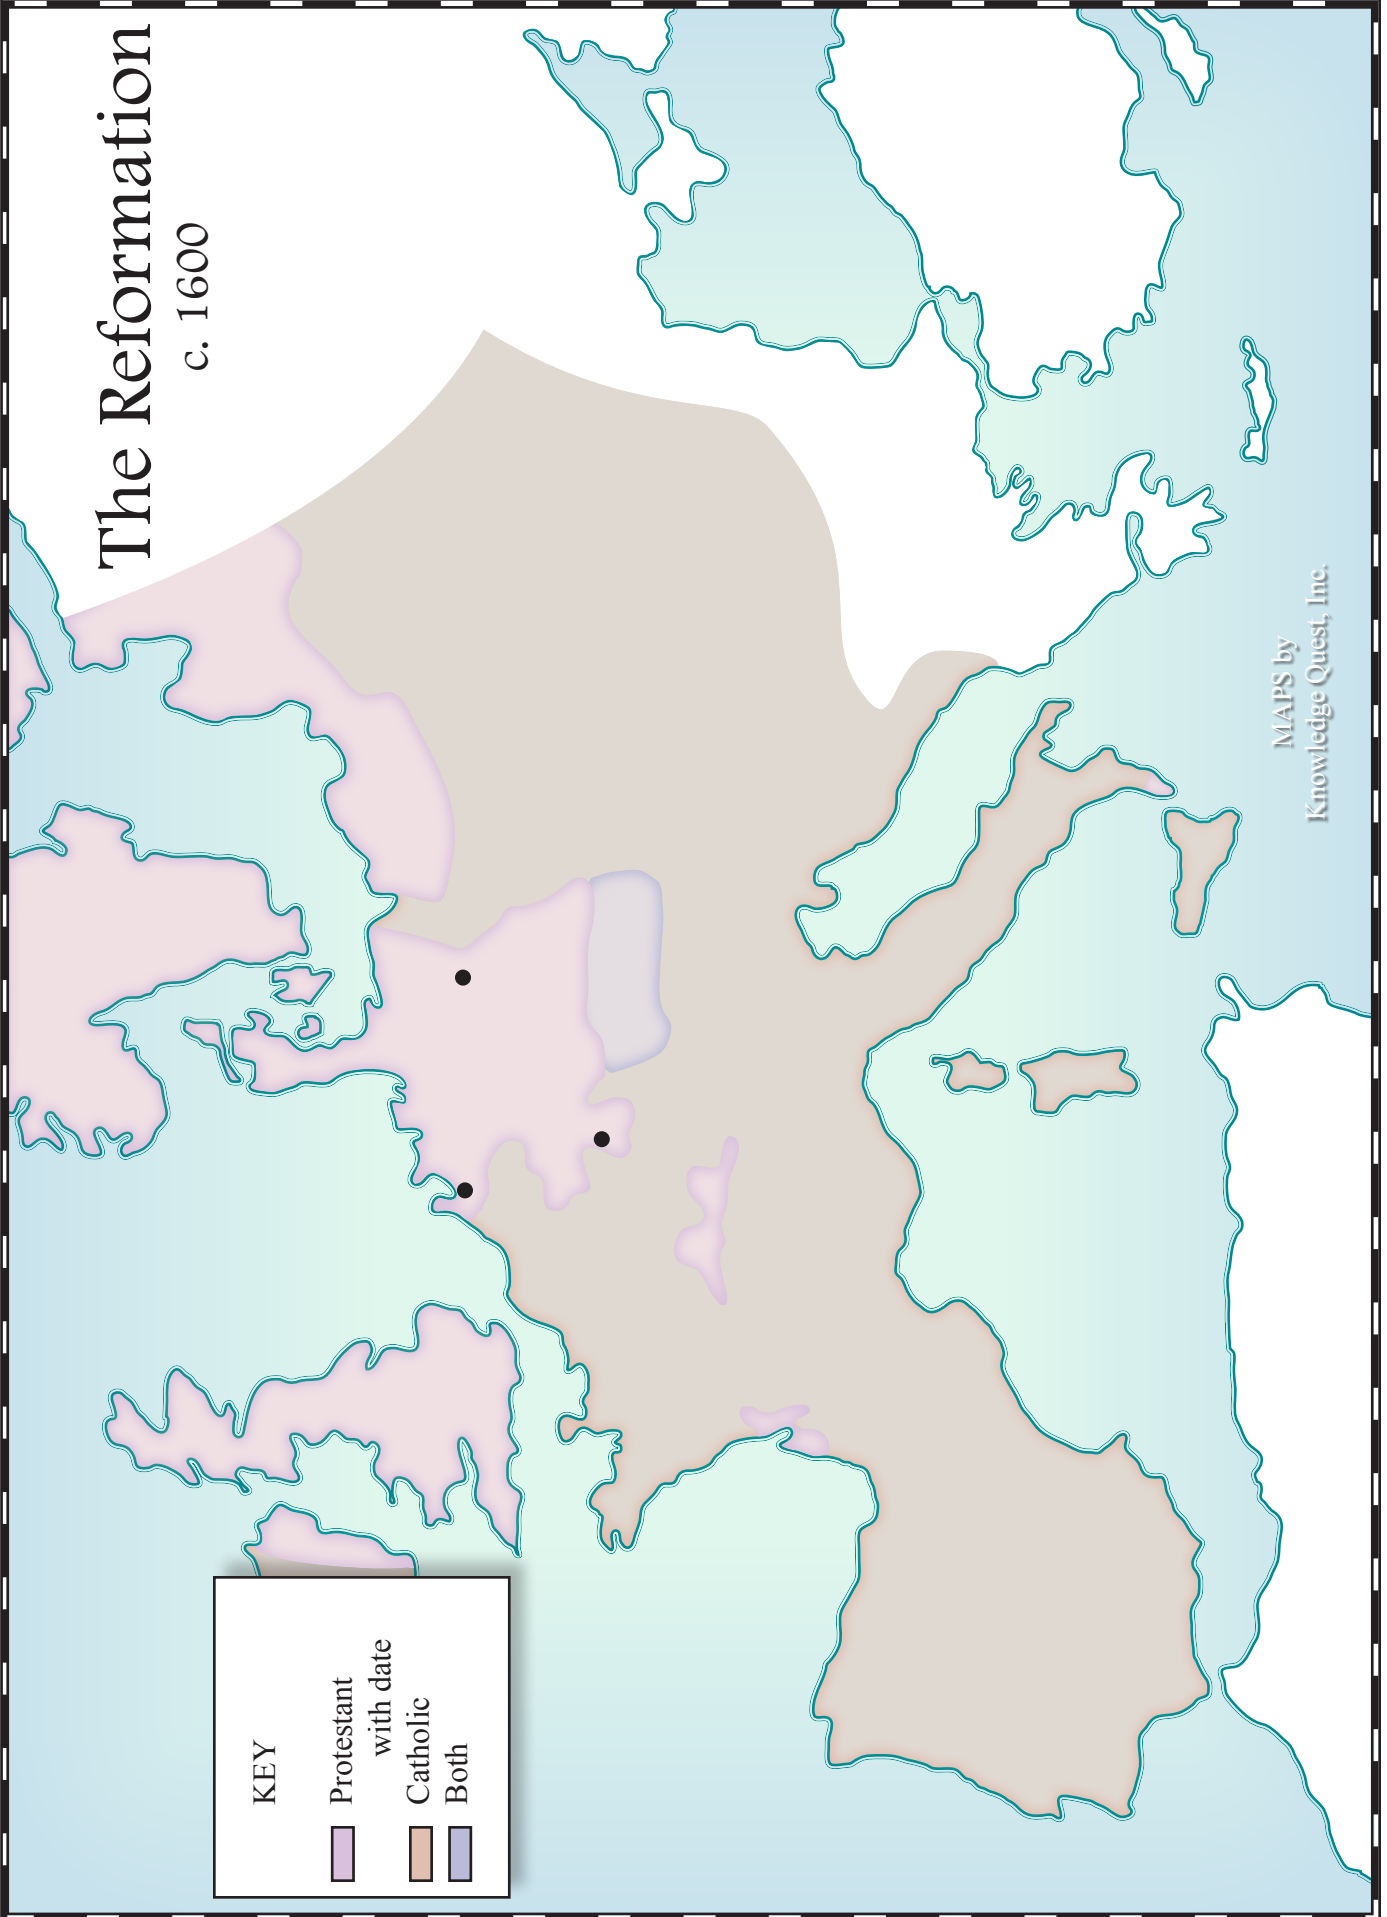 The Reformation
c. 1600
KEY
Protestant
with date
Catholic
Both
MAPS by
Knowledge Quest, Inc.